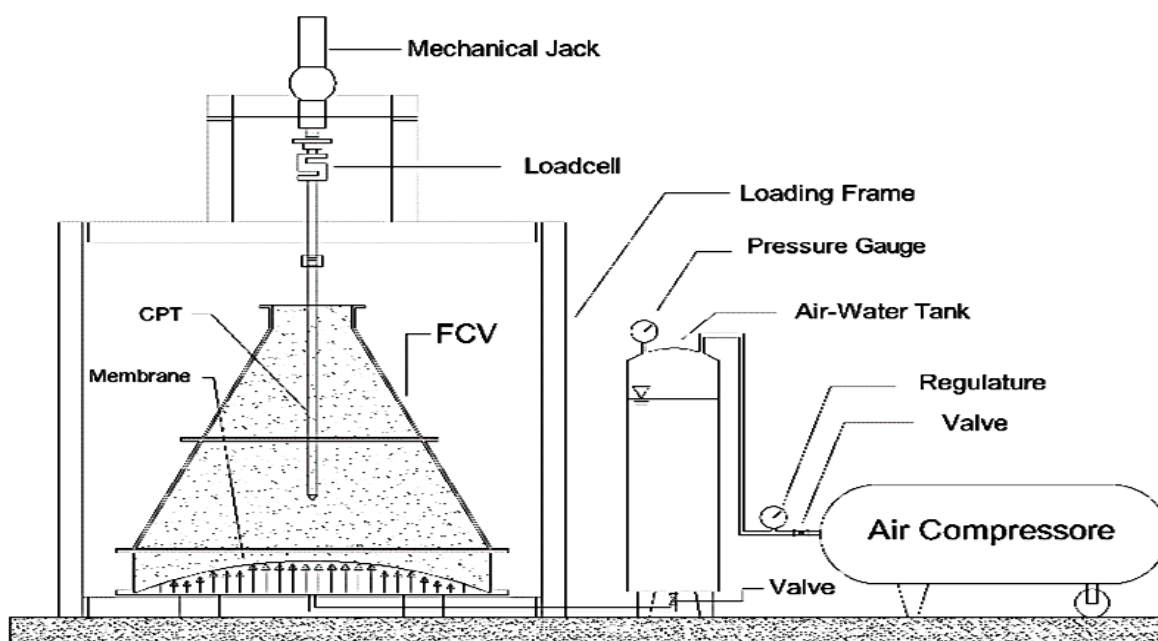 Mechanical Jack
Loadcell
Loading Frame
Pressure Gauge
CPT
Air-Water Tank
FCV
Membrane
Regulature
Valve
Air Compressore
Valve